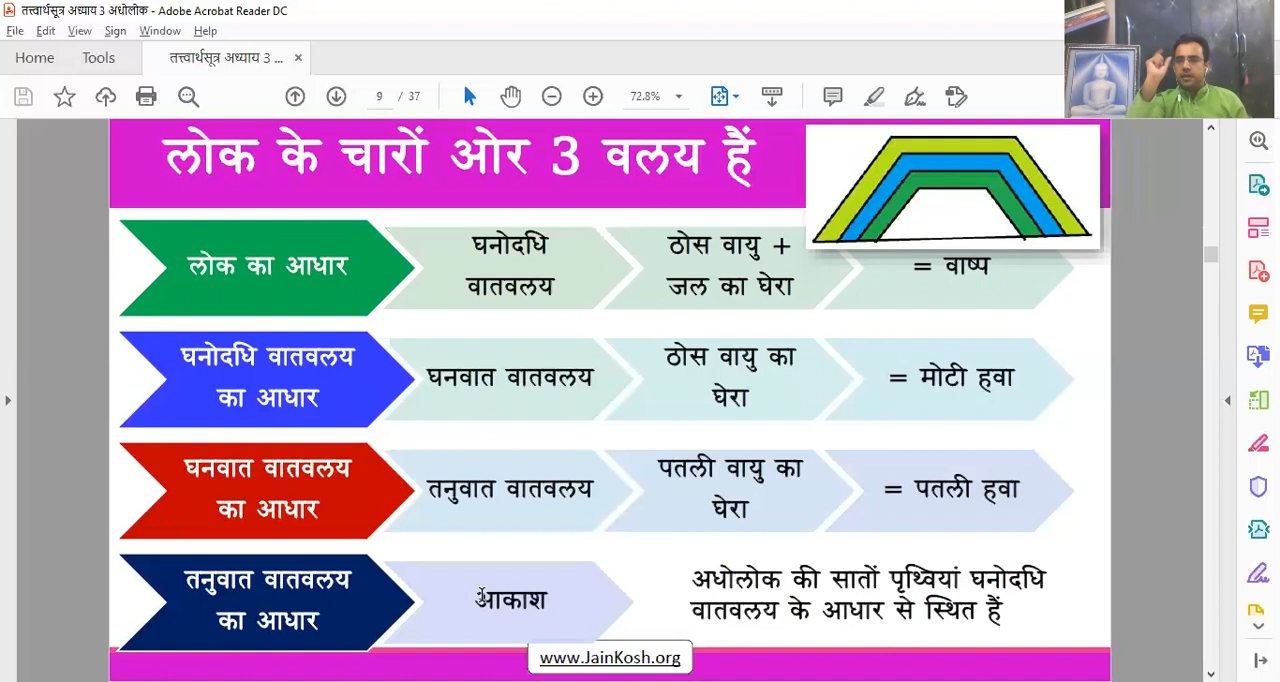 तत्त्वार्थसूत्र अध्याय 3 अधोलोक - Adobe Acrobat Reader DC
File Edit View Sign Window Help
Home Tools तत्त्वार्थसूत्र अध्याय 3 ... ×
9 / 37 72.8%
लोक के चारों ओर 3 वलय हैं
लोक का आधार
घनोदधि
वातवलय
ठोस वायु +
जल का घेरा
= वाष्प
घनोदधि वातवलय
का आधार
घनवात वातवलय
ठोस वायु का
घेरा
= मोटी हवा
घनवात वातवलय
का आधार
तनुवात वातवलय
पतली वायु का
घेरा
= पतली हवा
तनुवात वातवलय
का आधार
आकाश
अधोलोक की सातों पृथ्वियां घनोदधि
वातवलय के आधार से स्थित हैं
www.JainKosh.org